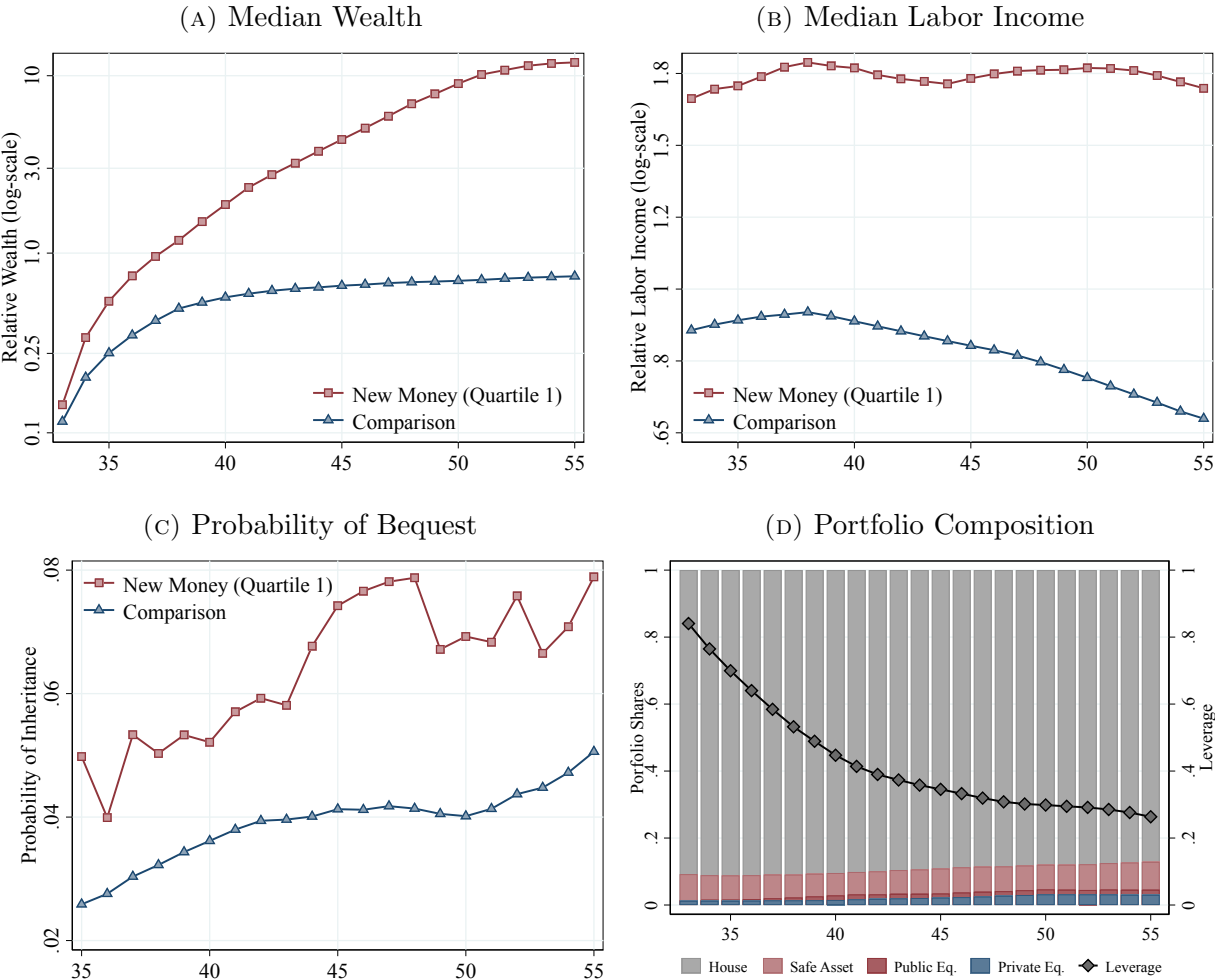 (A) Median Wealth
Relative Wealth (log-scale)
10
3.0
1.0
0.25
0.1
New Money (Quartile 1)
Comparison
35 40 45 50 55
(B) Median Labor Income
Relative Labor Income (log-scale)
1.8
1.5
1.2
1
.8
.65
New Money (Quartile 1)
Comparison
35 40 45 50 55
(C) Probability of Bequest
Probability of Inheritance
.08
.06
.04
.02
New Money (Quartile 1)
Comparison
35 40 45 50 55
(D) Portfolio Composition
Porfolio Shares
1
.8
.6
.4
.2
0
Leverage
1
.8
.6
.4
.2
0
35 40 45 50 55
House Safe Asset Public Eq. Private Eq. Leverage